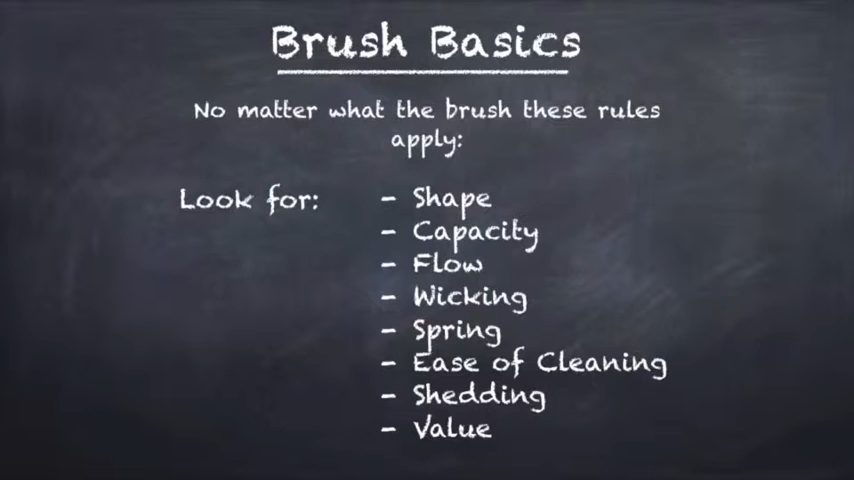 Brush Basics
No matter what the brush these rules
apply:
Look for: - Shape
- Capacity
- Flow
- Wicking
- Spring
- Ease of Cleaning
- Shedding
- Value